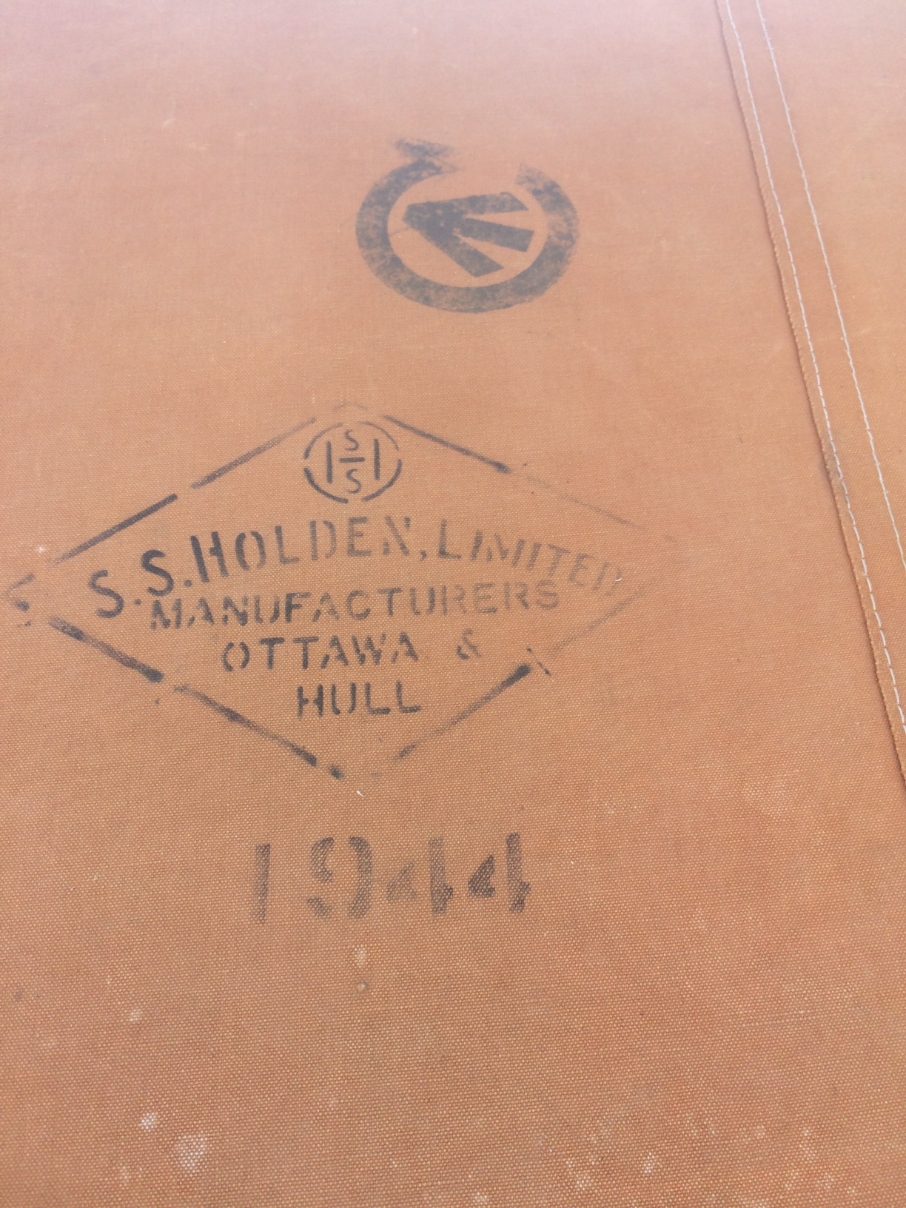 S
H
S
S.S. HOLDEN, LIMITED
MANUFACTURERS
OTTAWA &
HULL
1944